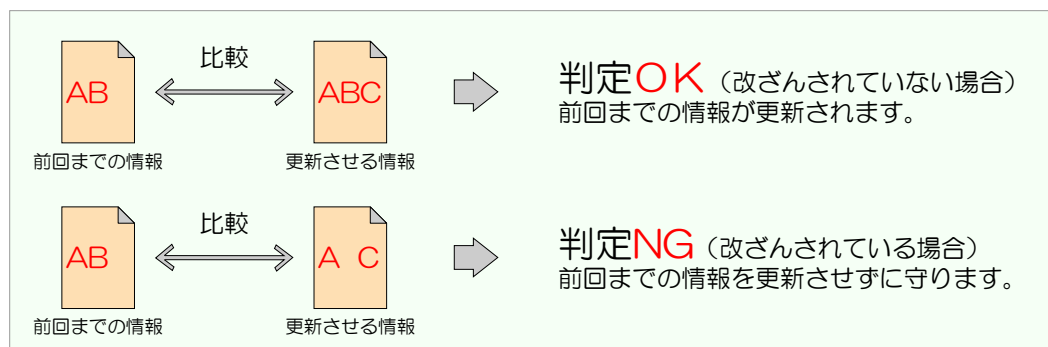 比較
AB
ABC
判定OK（改ざんされていない場合）
前回までの情報が更新されます。
前回までの情報
更新させる情報
比較
AB
A C
判定NG（改ざんされている場合）
前回までの情報を更新させずに守ります。
前回までの情報
更新させる情報